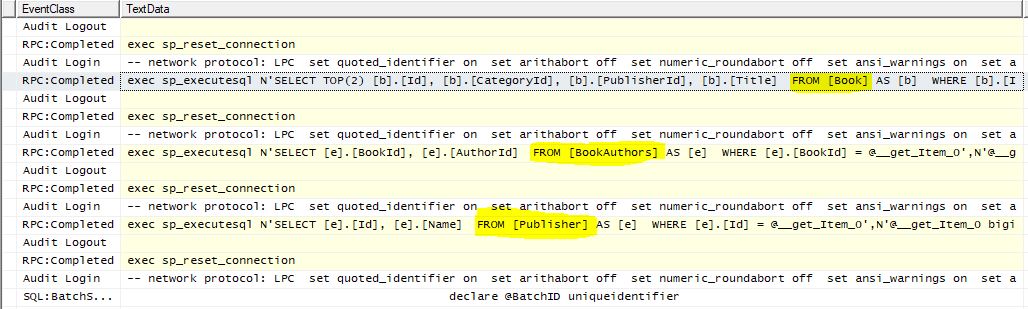 EventClass TextData
Audit Logout
RPC:Completed exec sp_reset_connection
Audit Login -- network protocol: LPC set quoted_identifier on set arithabort off set numeric_roundabort off set ansi_warnings on set a
RPC:Completed exec sp_executesql N'SELECT TOP(2) [b].[Id], [b].[CategoryId], [b].[PublisherId], [b].[Title] FROM [Book] AS [b] WHERE [b].[I
Audit Logout
RPC:Completed exec sp_reset_connection
Audit Login -- network protocol: LPC set quoted_identifier on set arithabort off set numeric_roundabort off set ansi_warnings on set a
RPC:Completed exec sp_executesql N'SELECT [e].[BookId], [e].[AuthorId] FROM [BookAuthors] AS [e] WHERE [e].[BookId] = @__get_Item_0',N'@__g
Audit Logout
RPC:Completed exec sp_reset_connection
Audit Login -- network protocol: LPC set quoted_identifier on set arithabort off set numeric_roundabort off set ansi_warnings on set a
RPC:Completed exec sp_executesql N'SELECT [e].[Id], [e].[Name] FROM [Publisher] AS [e] WHERE [e].[Id] = @__get_Item_0',N'@__get_Item_0 bigi
Audit Logout
RPC:Completed exec sp_reset_connection
Audit Login -- network protocol: LPC set quoted_identifier on set arithabort off set numeric_roundabort off set ansi_warnings on set a
SQL:BatchS... declare @BatchID uniqueidentifier